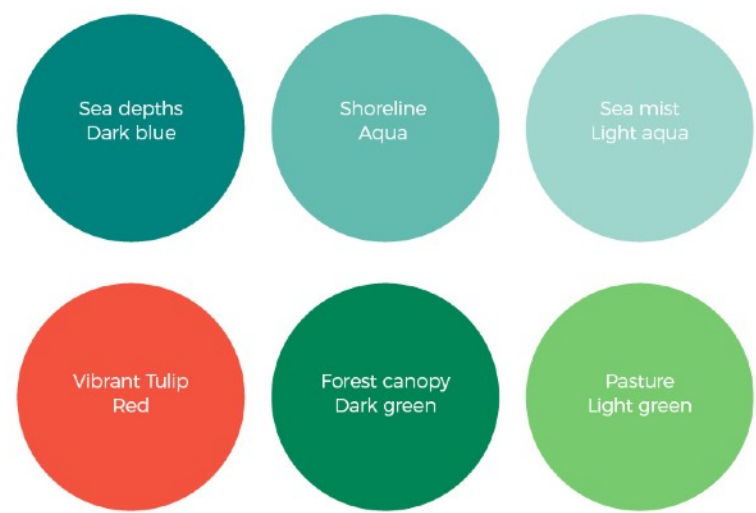 Sea depths
Dark blue
Shoreline
Aqua
Sea mist
Light aqua
Vibrant Tulip
Red
Forest canopy
Dark green
Pasture
Light green